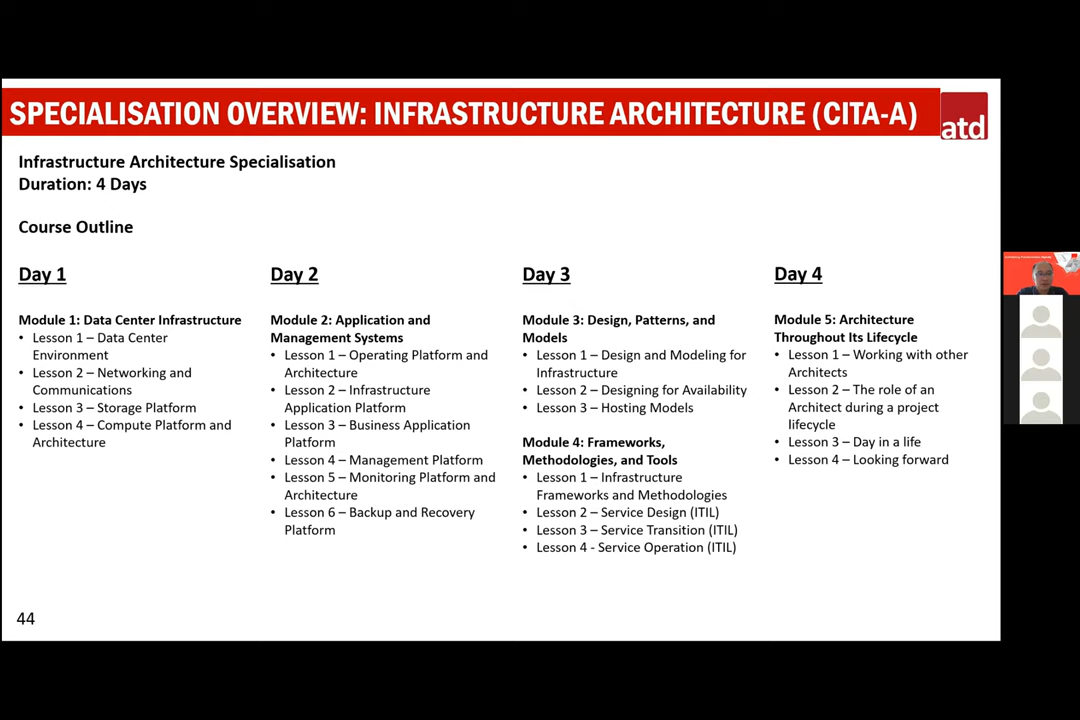 SPECIALISATION OVERVIEW: INFRASTRUCTURE ARCHITECTURE (CITA-A)
atd
Infrastructure Architecture Specialisation
Duration: 4 Days
Course Outline
Day 1
Module 1: Data Center Infrastructure
• Lesson 1 – Data Center
Environment
• Lesson 2 – Networking and
Communications
• Lesson 3 – Storage Platform
• Lesson 4 – Compute Platform and
Architecture
Day 2
Module 2: Application and
Management Systems
• Lesson 1 – Operating Platform and
Architecture
• Lesson 2 – Infrastructure
Application Platform
• Lesson 3 – Business Application
Platform
• Lesson 4 – Management Platform
• Lesson 5 – Monitoring Platform and
Architecture
• Lesson 6 – Backup and Recovery
Platform
Day 3
Module 3: Design, Patterns, and
Models
• Lesson 1 – Design and Modeling for
Infrastructure
• Lesson 2 – Designing for Availability
• Lesson 3 – Hosting Models
Module 4: Frameworks,
Methodologies, and Tools
• Lesson 1 – Infrastructure
Frameworks and Methodologies
• Lesson 2 – Service Design (ITIL)
• Lesson 3 – Service Transition (ITIL)
• Lesson 4 - Service Operation (ITIL)
Day 4
Module 5: Architecture
Throughout Its Lifecycle
• Lesson 1 – Working with other
Architects
• Lesson 2 – The role of an
Architect during a project
lifecycle
• Lesson 3 – Day in a life
• Lesson 4 – Looking forward
44